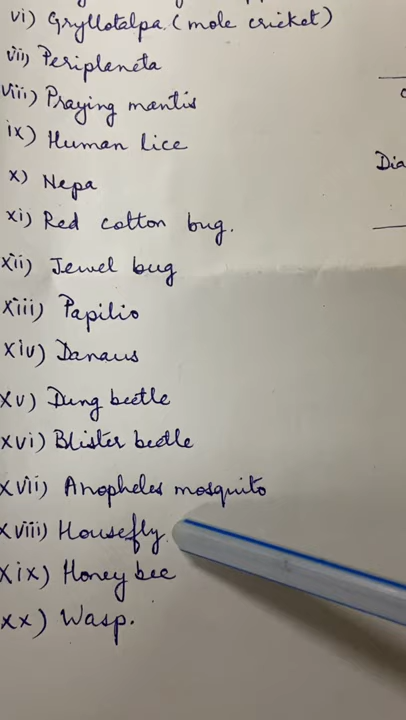 vi) Gryllotalpa (mole cricket)
vii) Periplaneta
viii) Praying mantis
ix) Human lice
x) Nepa
xi) Red cotton bug.
xii) Jewel bug
xiii) Papilio
xiv) Danaus
xv) Dung beetle
xvi) Blister beetle
xvii) Anopheles mosquito
xviii) Housefly
xix) Honey bee
xx) Wasp.
Dia